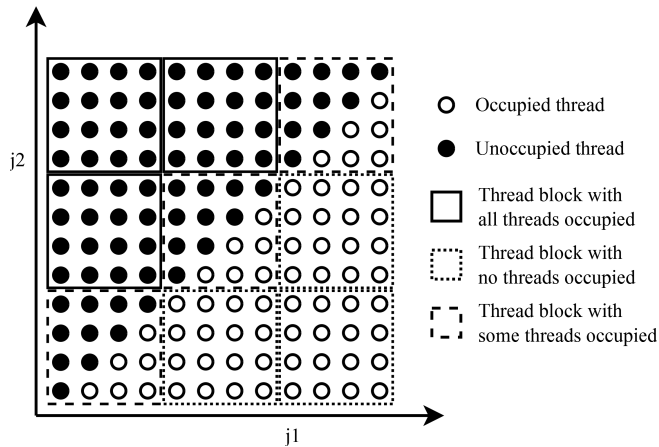 j2
Occupied thread
Unoccupied thread
Thread block with
all threads occupied
Thread block with
no threads occupied
Thread block with
some threads occupied
j1